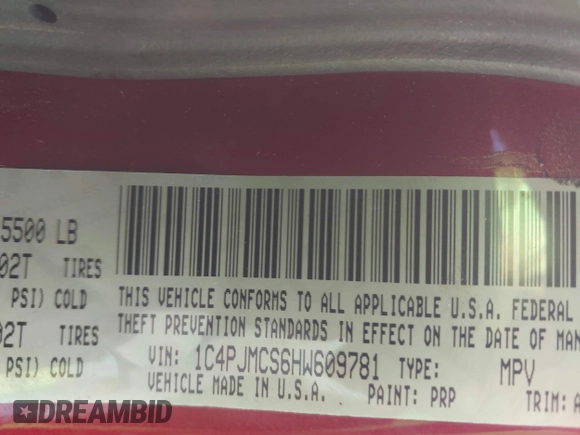 5500 LB
02T TIRES
PSI) COLD
02T TIRES
PSI) COLD
THIS VEHICLE CONFORMS TO ALL APPLICABLE U.S.A. FEDERAL
THEFT PREVENTION STANDARDS IN EFFECT ON THE DATE OF MAN
VIN: 1C4PJMCS6HW609781 TYPE: MPV
VEHICLE MADE IN U.S.A. PAINT: PRP TRIM: A
DREAMBID